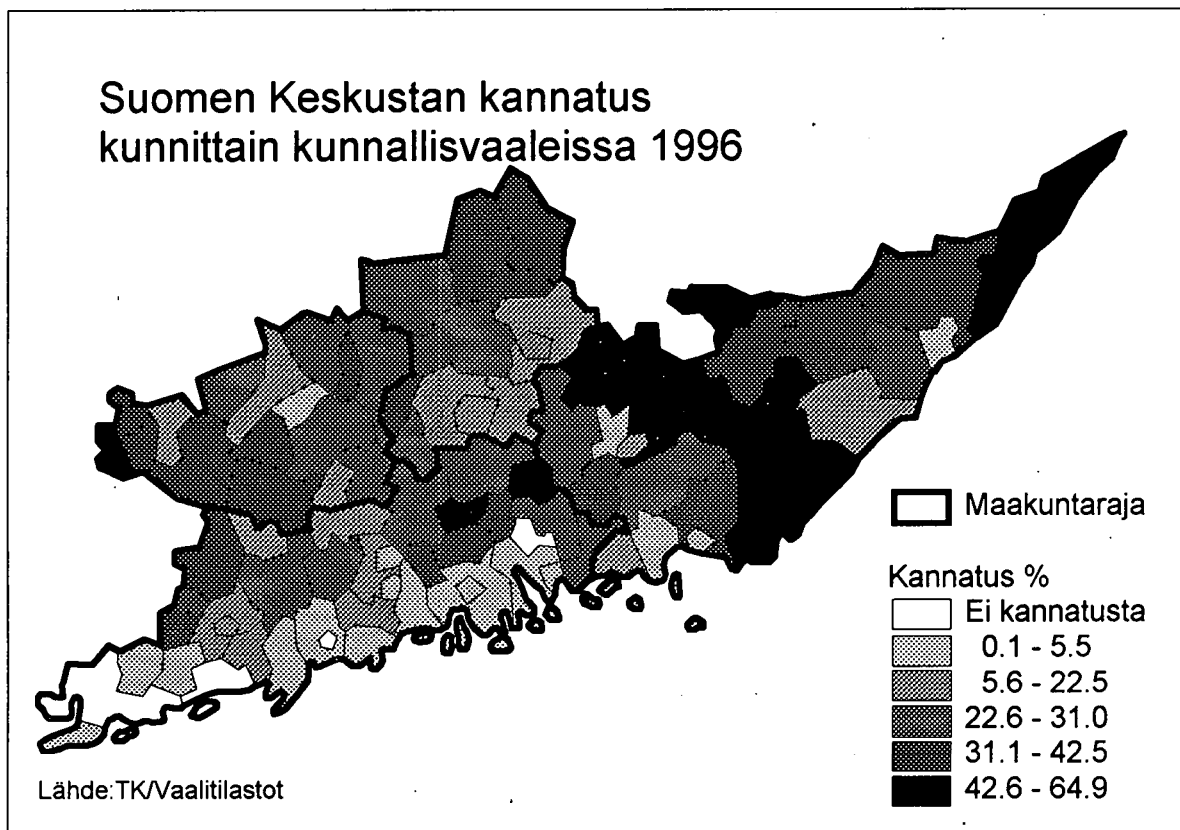 Suomen Keskustan kannatus
kunnittain kunnallisvaaleissa 1996
Maakuntaraja
Kannatus %
Ei kannatusta
0.1 - 5.5
5.6 - 22.5
22.6 - 31.0
31.1 - 42.5
42.6 - 64.9
Lähde:TK/Vaalitilastot